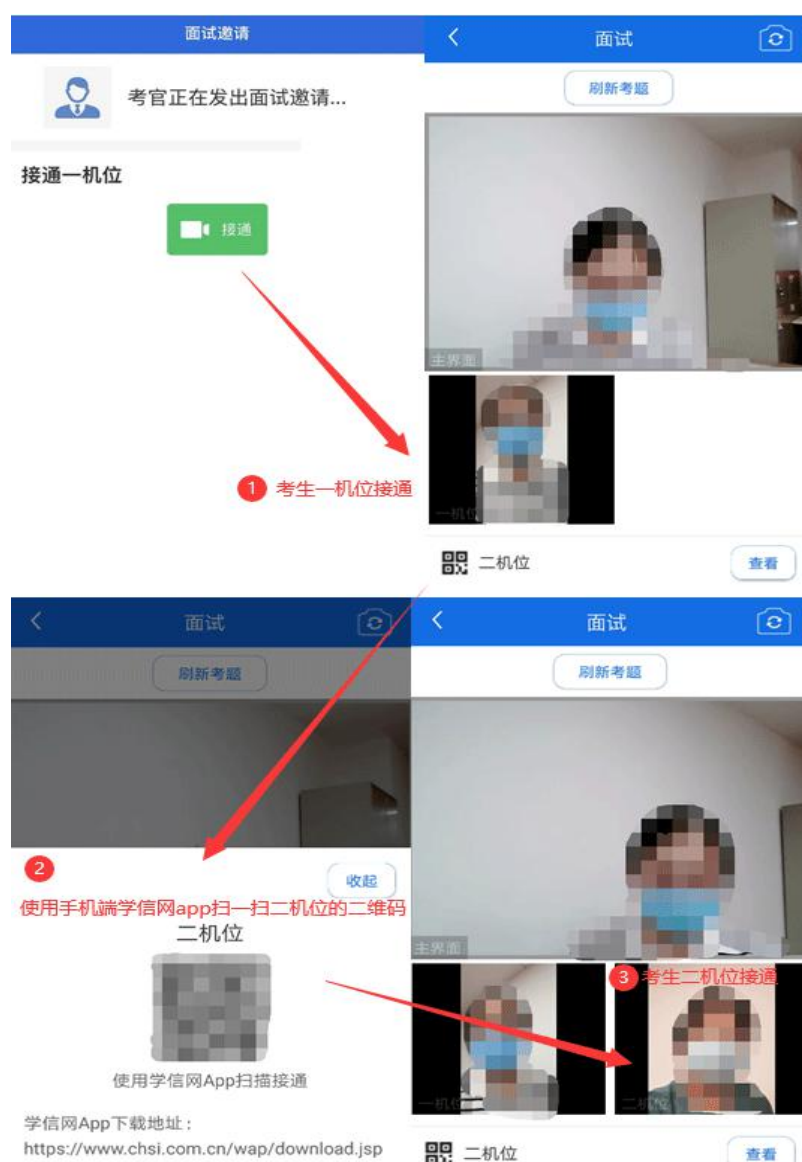 面试邀请
考官正在发出面试邀请...
接通一机位
接通
1 考生一机位接通
面试
刷新考题
主界面
一机位
二机位
查看
面试
刷新考题
2
收起
使用手机端学信网app扫一扫二机位的二维码
二机位
使用学信网App扫描接通
学信网App下载地址：
https://www.chsi.com.cn/wap/download.jsp
面试
刷新考题
主界面
3 考生二机位接通
一机位
二机位
二机位
查看